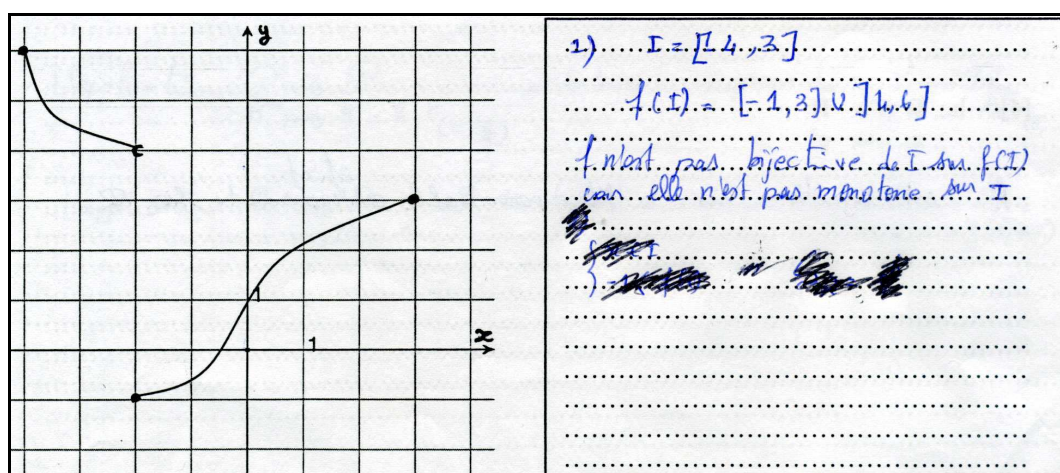 y
1
1
x
1) I = [-4, 3]
f(I) = [-1, 3] ∪ ]4, 6]
f n'est pas bijective de I sur f(I)
car elle n'est pas monotone sur I